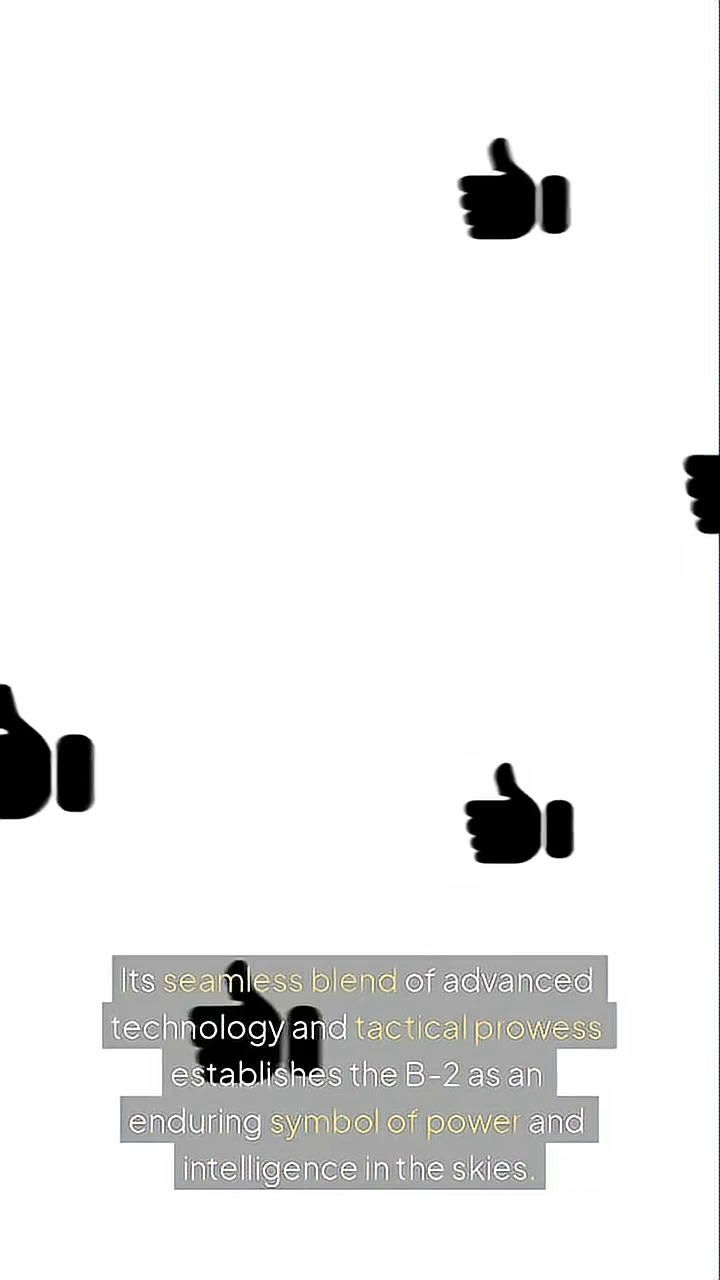 Its seamless blend of advanced
technology and tactical prowess
establishes the B-2 as an
enduring symbol of power and
intelligence in the skies.